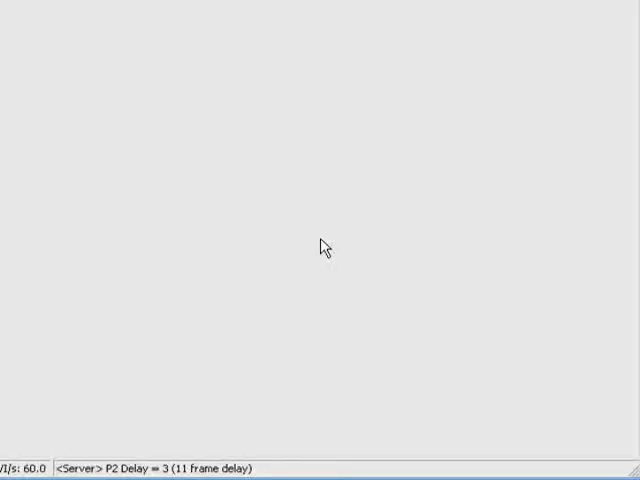 VI/s: 60.0 <Server> P2 Delay = 3 (11 frame delay)